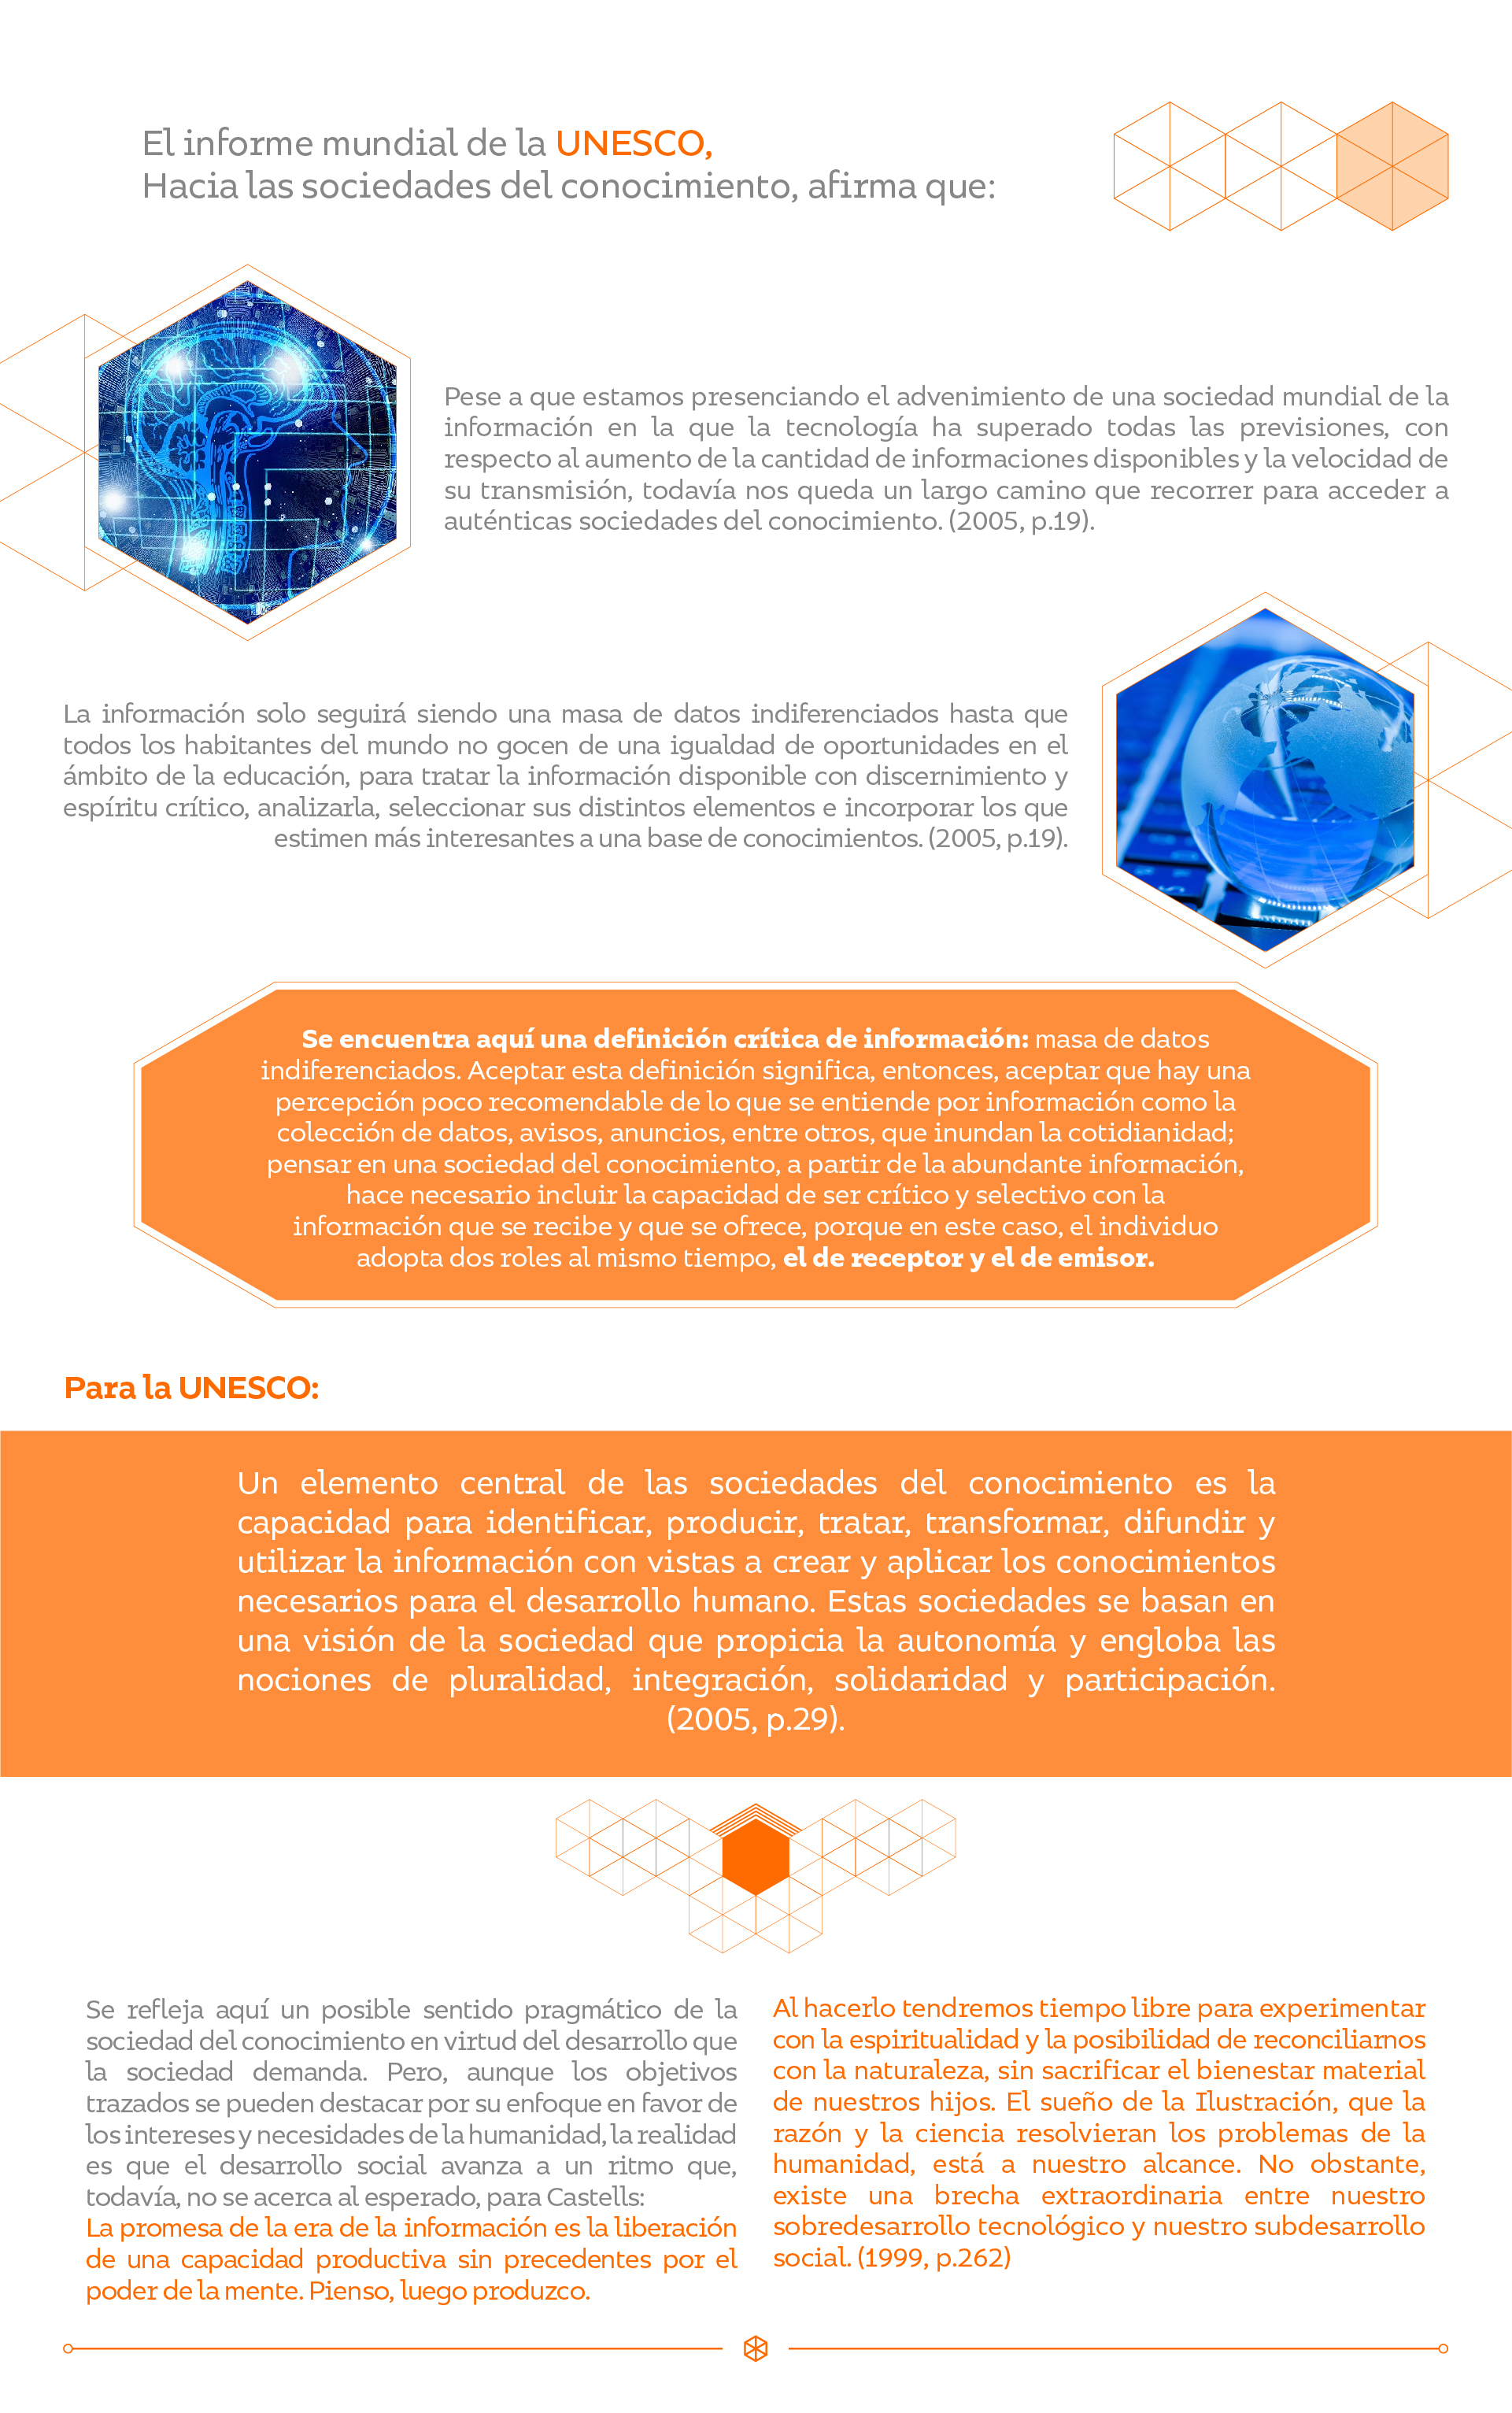 El informe mundial de la UNESCO,
Hacia las sociedades del conocimiento, afirma que:
Pese a que estamos presenciando el advenimiento de una sociedad mundial de la
información en la que la tecnología ha superado todas las previsiones, con
respecto al aumento de la cantidad de informaciones disponibles y la velocidad de
su transmisión, todavía nos queda un largo camino que recorrer para acceder a
auténticas sociedades del conocimiento. (2005, p.19).
La información solo seguirá siendo una masa de datos indiferenciados hasta que
todos los habitantes del mundo no gocen de una igualdad de oportunidades en el
ámbito de la educación, para tratar la información disponible con discernimiento y
espíritu crítico, analizarla, seleccionar sus distintos elementos e incorporar los que
estimen más interesantes a una base de conocimientos. (2005, p.19).
Se encuentra aquí una definición crítica de información: masa de datos
indiferenciados. Aceptar esta definición significa, entonces, aceptar que hay una
percepción poco recomendable de lo que se entiende por información como la
colección de datos, avisos, anuncios, entre otros, que inundan la cotidianidad;
pensar en una sociedad del conocimiento, a partir de la abundante información,
hace necesario incluir la capacidad de ser crítico y selectivo con la
información que se recibe y que se ofrece, porque en este caso, el individuo
adopta dos roles al mismo tiempo, el de receptor y el de emisor.
Para la UNESCO:
Un elemento central de las sociedades del conocimiento es la
capacidad para identificar, producir, tratar, transformar, difundir y
utilizar la información con vistas a crear y aplicar los conocimientos
necesarios para el desarrollo humano. Estas sociedades se basan en
una visión de la sociedad que propicia la autonomía y engloba las
nociones de pluralidad, integración, solidaridad y participación.
(2005, p.29).
Se refleja aquí un posible sentido pragmático de la
sociedad del conocimiento en virtud del desarrollo que
la sociedad demanda. Pero, aunque los objetivos
trazados se pueden destacar por su enfoque en favor de
los intereses y necesidades de la humanidad, la realidad
es que el desarrollo social avanza a un ritmo que,
todavía, no se acerca al esperado, para Castells:
La promesa de la era de la información es la liberación
de una capacidad productiva sin precedentes por el
poder de la mente. Pienso, luego produzco.
Al hacerlo tendremos tiempo libre para experimentar
con la espiritualidad y la posibilidad de reconciliarnos
con la naturaleza, sin sacrificar el bienestar material
de nuestros hijos. El sueño de la Ilustración, que la
razón y la ciencia resolvieran los problemas de la
humanidad, está a nuestro alcance. No obstante,
existe una brecha extraordinaria entre nuestro
sobredesarrollo tecnológico y nuestro subdesarrollo
social. (1999, p.262)